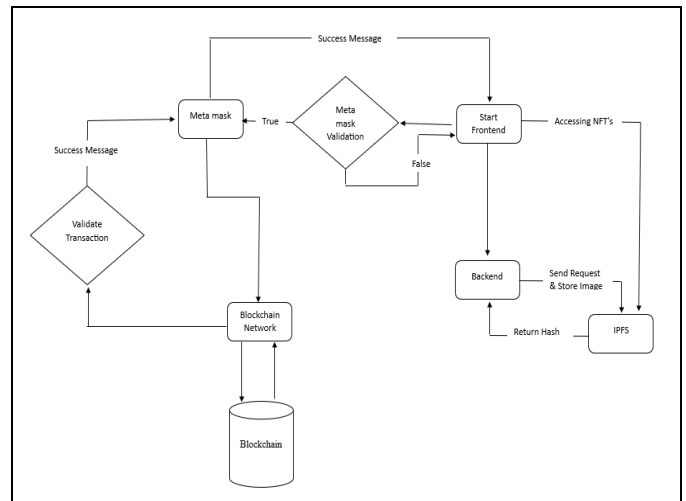 Success Message
Meta mask
True
Meta
mask
Validation
Start
Frontend
Accessing NFT's
False
Success Message
Validate
Transaction
Backend
Send Request
& Store Image
Blockchain
Network
Return Hash
IPFS
Blockchain